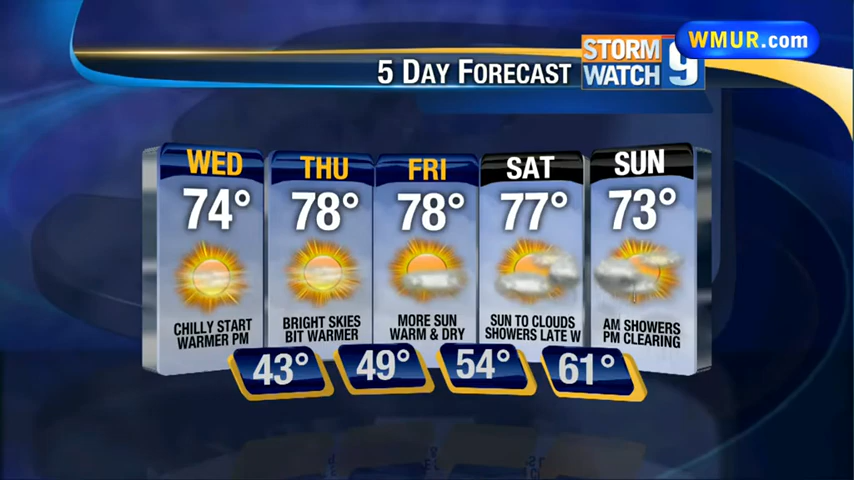 WMUR.com
5 DAY FORECAST
STORM
WATCH 9
WED THU FRI SAT SUN
74° 78° 78° 77° 73°
CHILLY START
WARMER PM
BRIGHT SKIES
BIT WARMER
MORE SUN
WARM & DRY
SUN TO CLOUDS
SHOWERS LATE W
AM SHOWERS
PM CLEARING
43° 49° 54° 61°